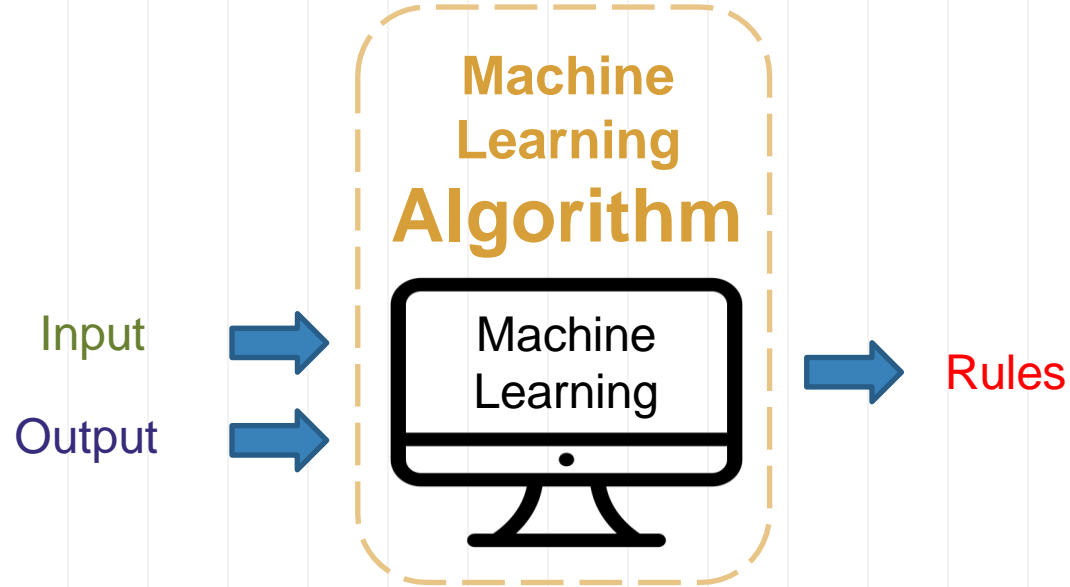 Machine
Learning
Algorithm
Machine
Learning
Input
Output
Rules